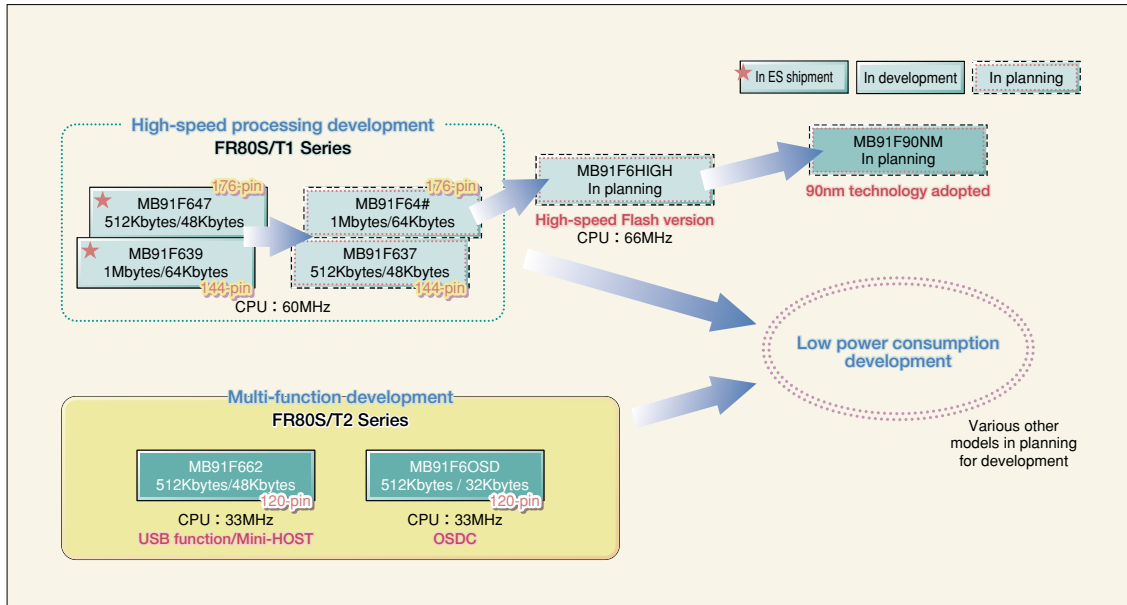 In ES shipment
In development
In planning
High-speed processing development
FR80S/T1 Series
176-pin
MB91F647
512Kbytes/48Kbytes
MB91F639
1Mbytes/64Kbytes
144-pin
176-pin
MB91F64#
1Mbytes/64Kbytes
MB91F637
512Kbytes/48Kbytes
144-pin
CPU：60MHz
MB91F6HIGH
In planning
High-speed Flash version
CPU：66MHz
MB91F90NM
In planning
90nm technology adopted
Low power consumption
development
Various other
models in planning
for development
Multi-function development
FR80S/T2 Series
MB91F662
512Kbytes/48Kbytes
120-pin
CPU：33MHz
USB function/Mini-HOST
MB91F6OSD
512Kbytes / 32Kbytes
120-pin
CPU：33MHz
OSDC